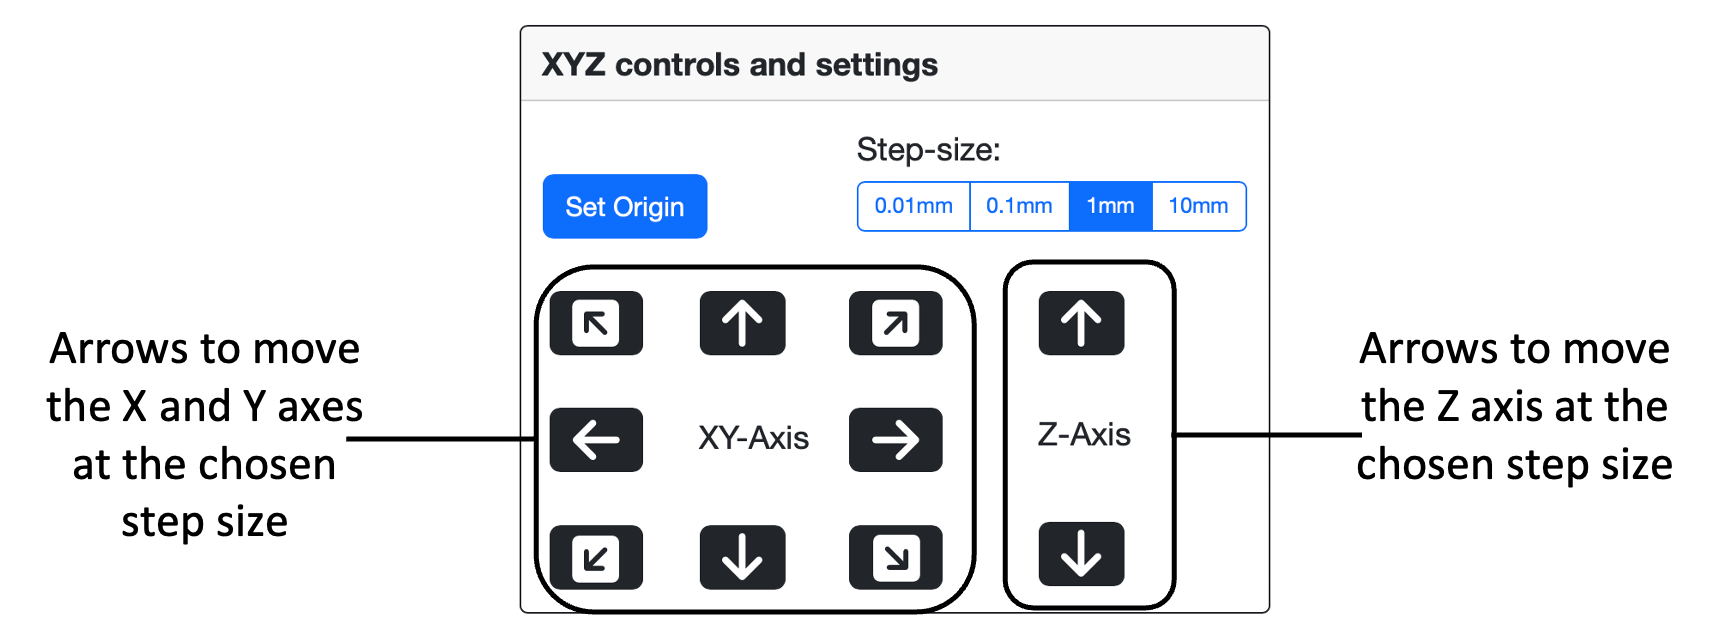 XYZ controls and settings
Step-size:
Set Origin
0.01mm 0.1mm 1mm 10mm
Arrows to move
the X and Y axes
at the chosen
step size
XY-Axis
Z-Axis
Arrows to move
the Z axis at the
chosen step size